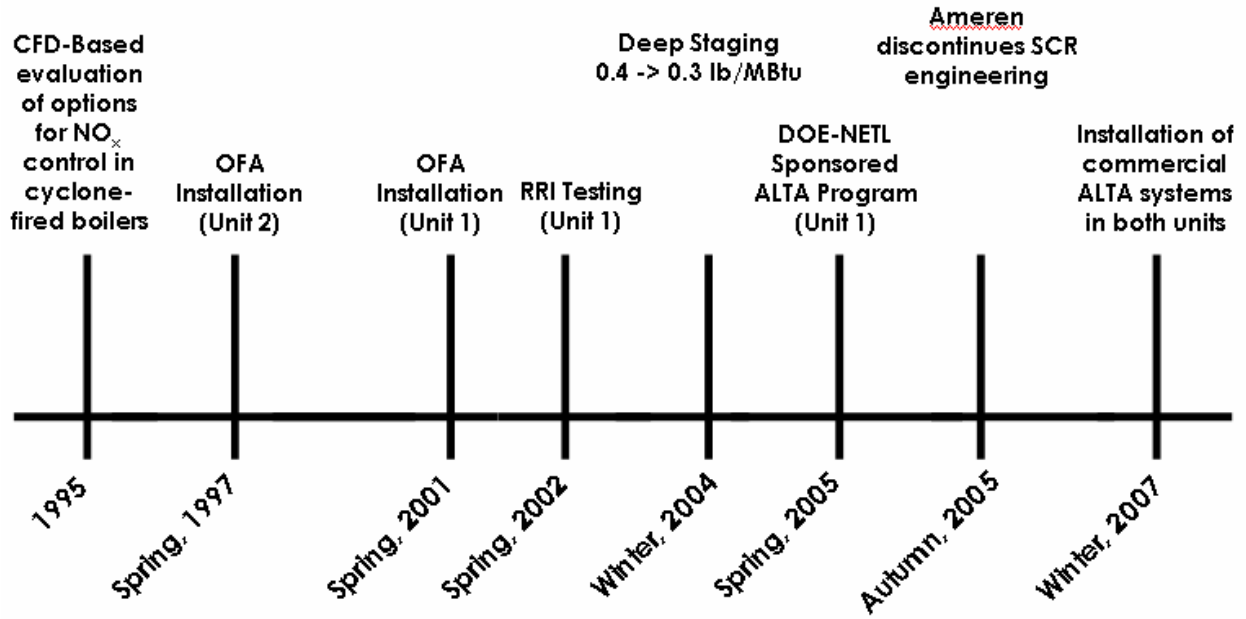 CFD-Based
evaluation
of options
for NOx
control in
cyclone-
fired boilers
OFA
Installation
(Unit 2)
OFA
Installation
(Unit 1)
RRI Testing
(Unit 1)
Deep Staging
0.4 -> 0.3 lb/MBtu
DOE-NETL
Sponsored
ALTA Program
(Unit 1)
Ameren
discontinues SCR
engineering
Installation of
commercial
ALTA systems
in both units
1995
Spring, 1997
Spring, 2001
Spring, 2002
Winter, 2004
Spring, 2005
Autumn, 2005
Winter, 2007